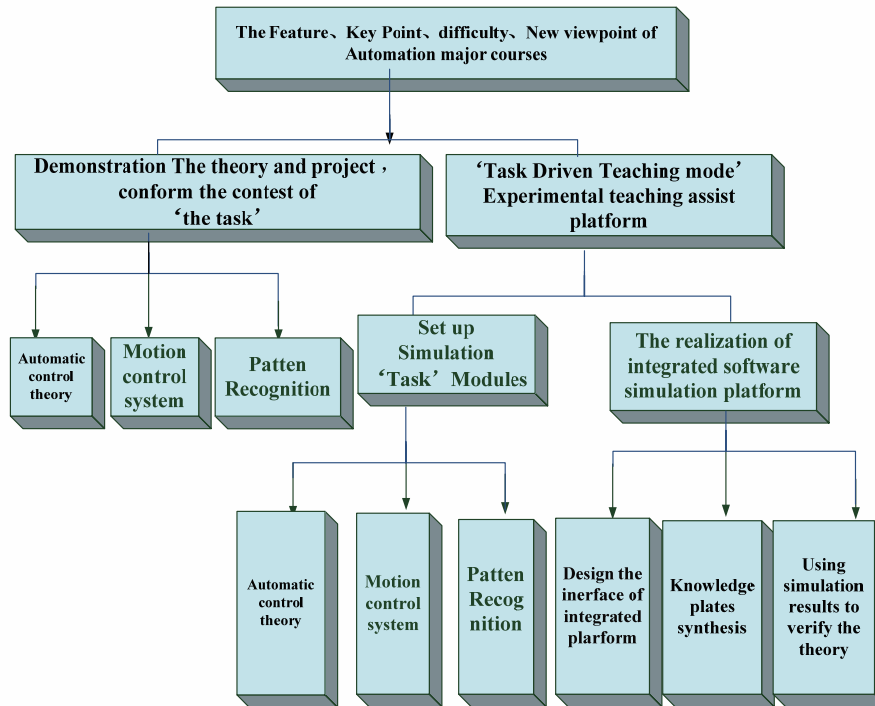 The Feature、Key Point、difficulty、New viewpoint of
Automation major courses
Demonstration The theory and project，
conform the contest of
‘the task’
‘Task Driven Teaching mode’
Experimental teaching assist
platform
Automatic
control
theory
Motion
control
system
Patten
Recognition
Set up
Simulation
‘Task’ Modules
The realization of
integrated software
simulation platform
Automatic
control
theory
Motion
control
system
Patten
Recog
nition
Design the
inerface of
integrated
plarform
Knowledge
plates
synthesis
Using
simulation
results to
verify the
theory